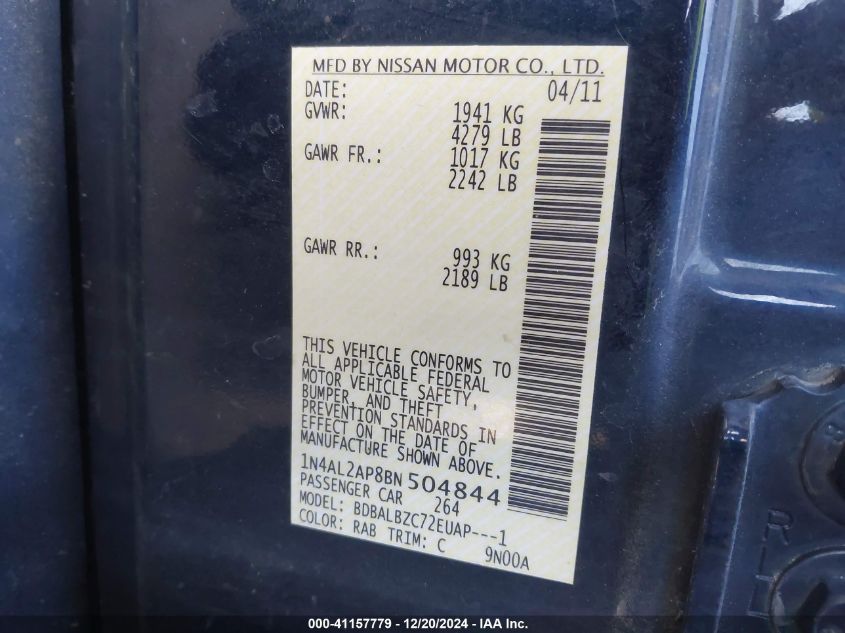 MFD BY NISSAN MOTOR CO., LTD.
DATE: 04/11
GVWR: 1941 KG
4279 LB
GAWR FR.: 1017 KG
2242 LB
GAWR RR.: 993 KG
2189 LB
THIS VEHICLE CONFORMS TO
ALL APPLICABLE FEDERAL
MOTOR VEHICLE SAFETY,
BUMPER, AND THEFT
PREVENTION STANDARDS IN
EFFECT ON THE DATE OF
MANUFACTURE SHOWN ABOVE.
1N4AL2AP8BN504844
PASSENGER CAR 264
MODEL: BDBALBZC72EUAP---1
COLOR: RAB TRIM: C 9N00A
000-41157779 - 12/20/2024 - IAA Inc.